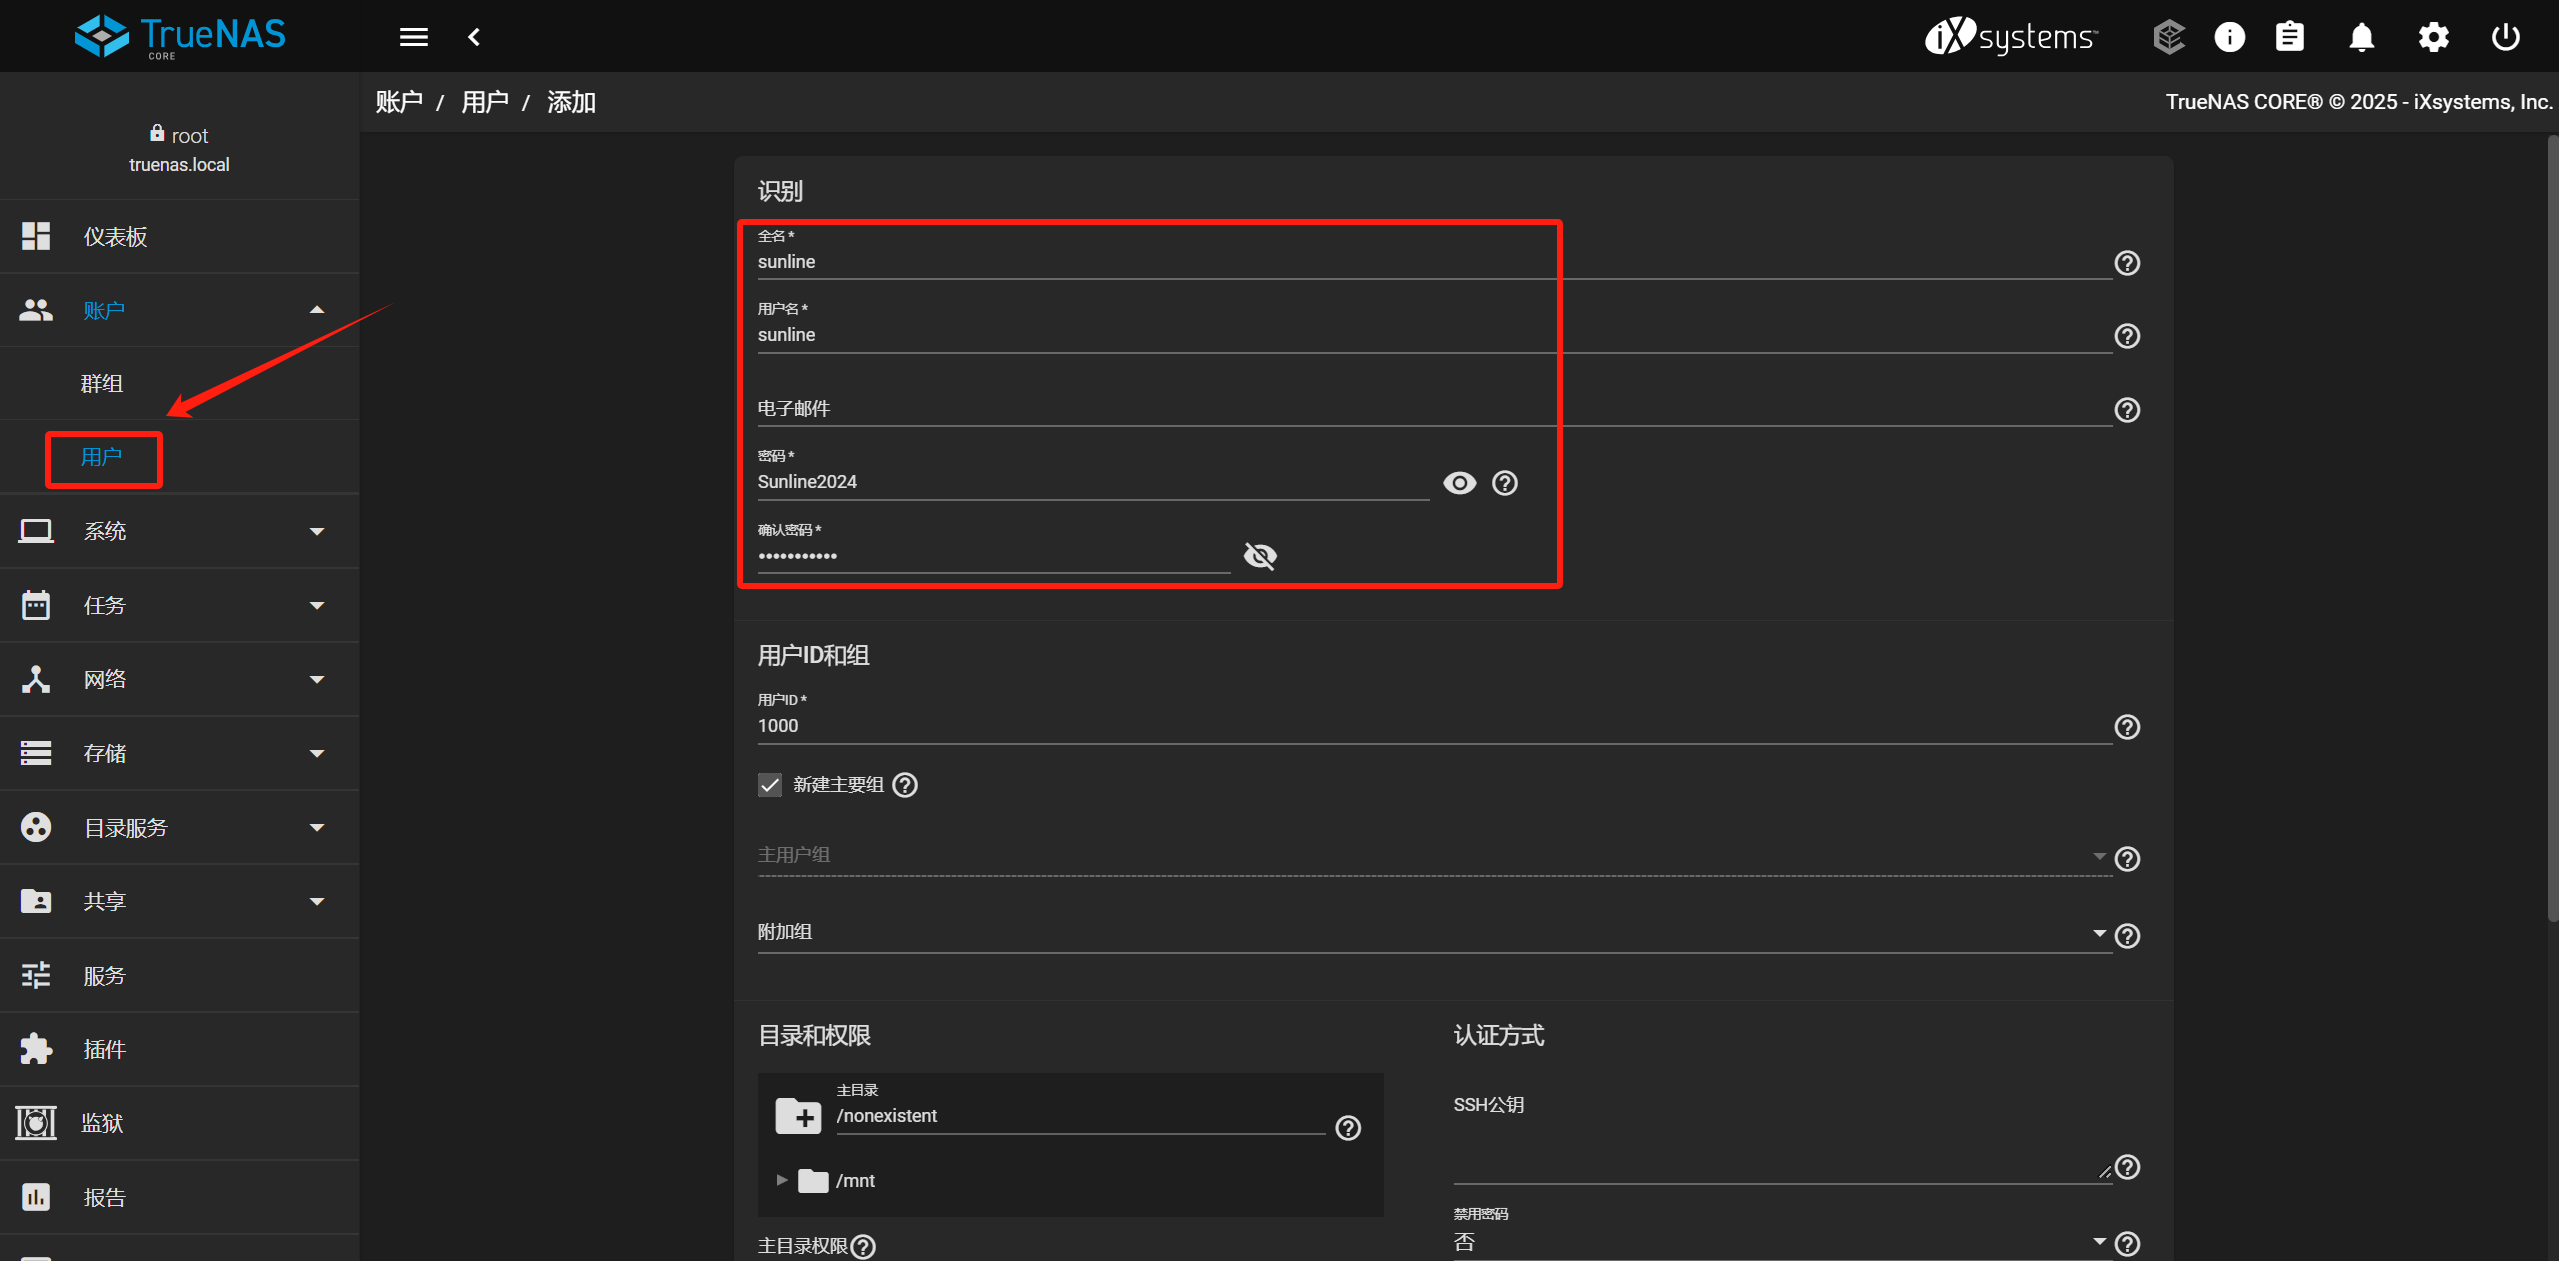 TrueNAS
CORE
iXsystems™
账户 / 用户 / 添加
TrueNAS CORE® © 2025 - iXsystems, Inc.
root
truenas.local
仪表板
账户
群组
用户
系统
任务
网络
存储
目录服务
共享
服务
插件
监狱
报告
识别
全名 *
sunline
用户名 *
sunline
电子邮件
密码 *
Sunline2024
确认密码 *
•••••••••••
用户ID和组
用户ID *
1000
新建主要组
主用户组
附加组
目录和权限
主目录
/nonexistent
/mnt
主目录权限
认证方式
SSH公钥
禁用密码
否